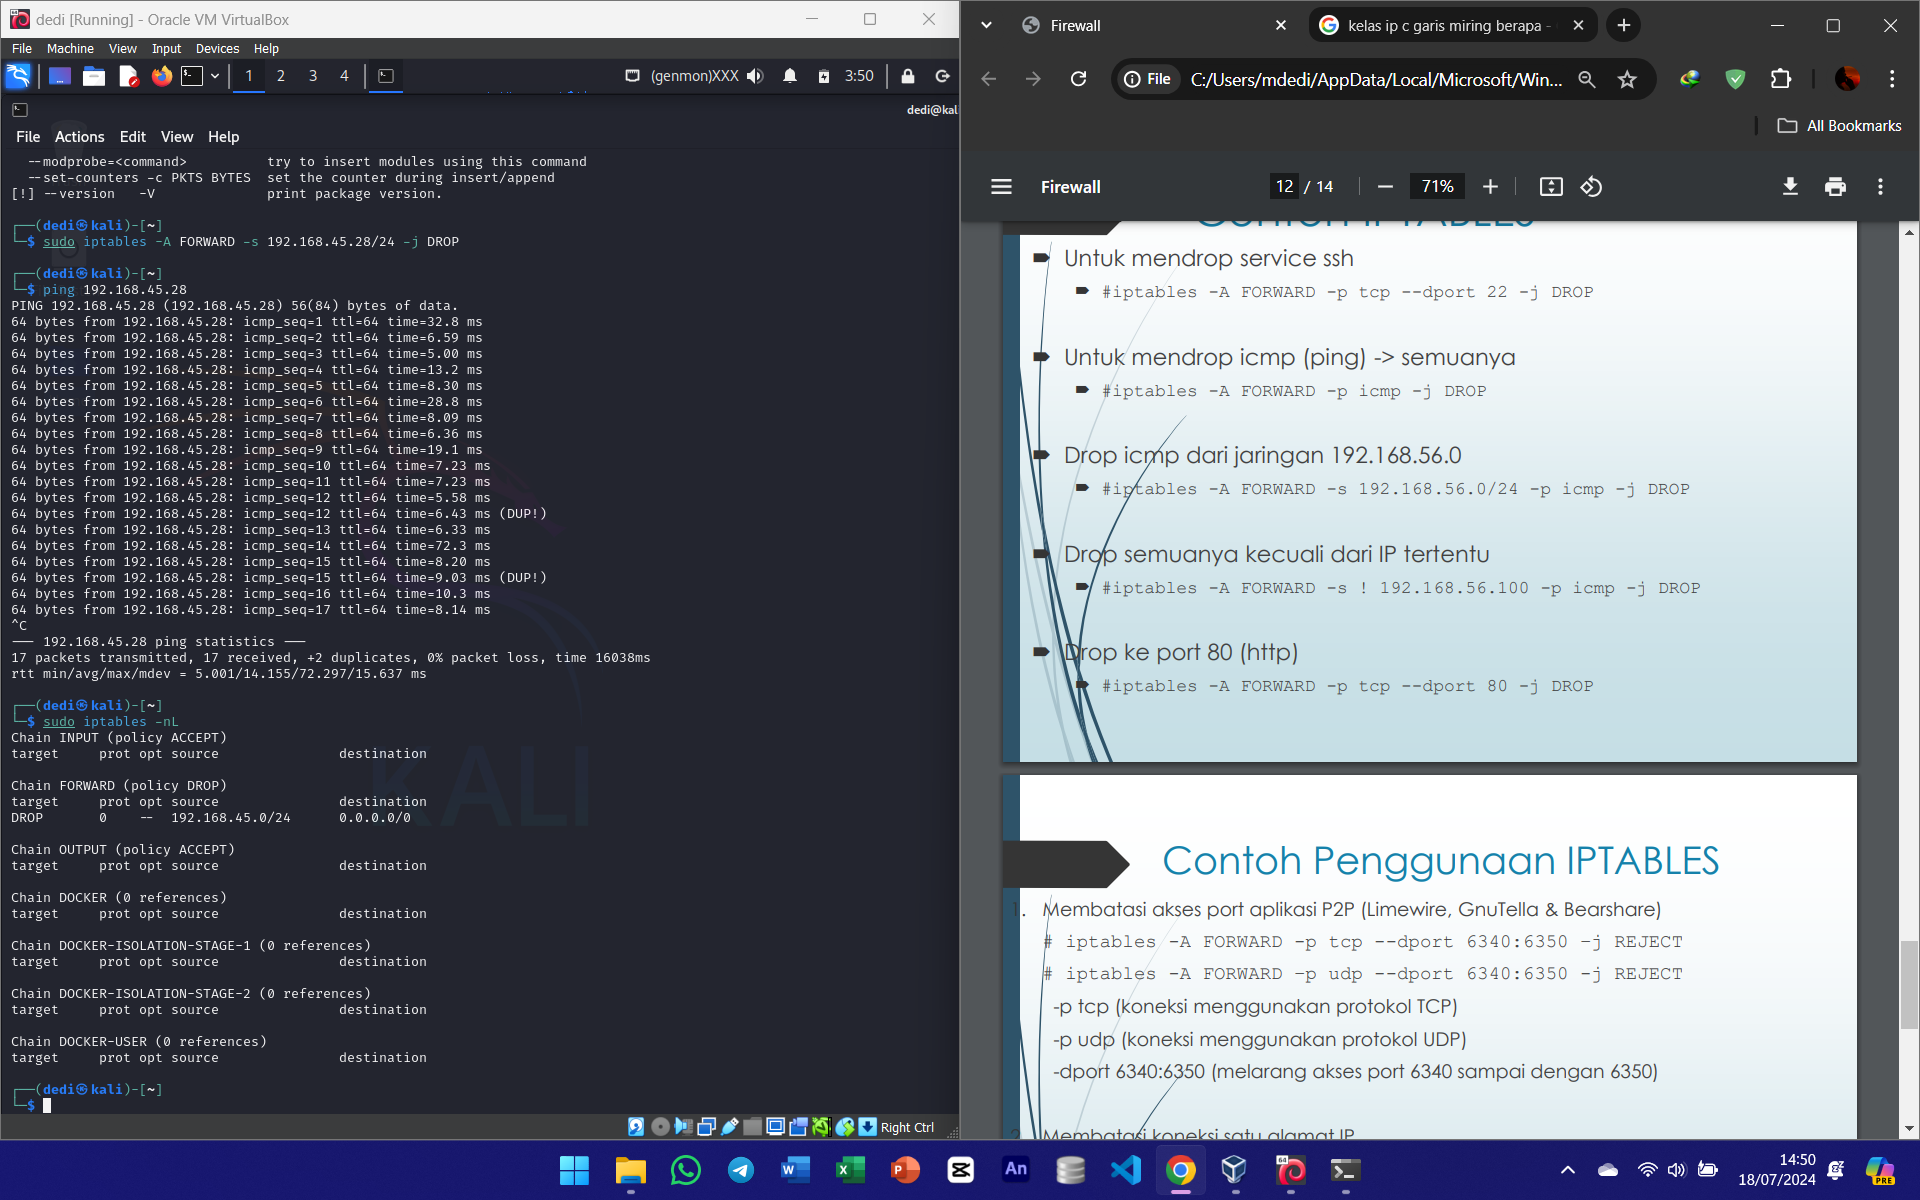 dedi [Running] - Oracle VM VirtualBox
File Machine View Input Devices Help
1 2 3 4
(genmon)XXX
3:50
dedi@kal
File Actions Edit View Help
--modprobe=<command> try to insert modules using this command
--set-counters -c PKTS BYTES set the counter during insert/append
[!] --version -V print package version.
(dedi㉿kali)-[~]
$ sudo iptables -A FORWARD -s 192.168.45.28/24 -j DROP
(dedi㉿kali)-[~]
$ ping 192.168.45.28
PING 192.168.45.28 (192.168.45.28) 56(84) bytes of data.
64 bytes from 192.168.45.28: icmp_seq=1 ttl=64 time=32.8 ms
64 bytes from 192.168.45.28: icmp_seq=2 ttl=64 time=6.59 ms
64 bytes from 192.168.45.28: icmp_seq=3 ttl=64 time=5.00 ms
64 bytes from 192.168.45.28: icmp_seq=4 ttl=64 time=13.2 ms
64 bytes from 192.168.45.28: icmp_seq=5 ttl=64 time=8.30 ms
64 bytes from 192.168.45.28: icmp_seq=6 ttl=64 time=28.8 ms
64 bytes from 192.168.45.28: icmp_seq=7 ttl=64 time=8.09 ms
64 bytes from 192.168.45.28: icmp_seq=8 ttl=64 time=6.36 ms
64 bytes from 192.168.45.28: icmp_seq=9 ttl=64 time=19.1 ms
64 bytes from 192.168.45.28: icmp_seq=10 ttl=64 time=7.23 ms
64 bytes from 192.168.45.28: icmp_seq=11 ttl=64 time=7.23 ms
64 bytes from 192.168.45.28: icmp_seq=12 ttl=64 time=5.58 ms
64 bytes from 192.168.45.28: icmp_seq=12 ttl=64 time=6.43 ms (DUP!)
64 bytes from 192.168.45.28: icmp_seq=13 ttl=64 time=6.33 ms
64 bytes from 192.168.45.28: icmp_seq=14 ttl=64 time=72.3 ms
64 bytes from 192.168.45.28: icmp_seq=15 ttl=64 time=8.20 ms
64 bytes from 192.168.45.28: icmp_seq=15 ttl=64 time=9.03 ms (DUP!)
64 bytes from 192.168.45.28: icmp_seq=16 ttl=64 time=10.3 ms
64 bytes from 192.168.45.28: icmp_seq=17 ttl=64 time=8.14 ms
^C
--- 192.168.45.28 ping statistics ---
17 packets transmitted, 17 received, +2 duplicates, 0% packet loss, time 16038ms
rtt min/avg/max/mdev = 5.001/14.155/72.297/15.637 ms
(dedi㉿kali)-[~]
$ sudo iptables -nL
Chain INPUT (policy ACCEPT)
target prot opt source destination
Chain FORWARD (policy DROP)
target prot opt source destination
DROP 0 -- 192.168.45.0/24 0.0.0.0/0
Chain OUTPUT (policy ACCEPT)
target prot opt source destination
Chain DOCKER (0 references)
target prot opt source destination
Chain DOCKER-ISOLATION-STAGE-1 (0 references)
target prot opt source destination
Chain DOCKER-ISOLATION-STAGE-2 (0 references)
target prot opt source destination
Chain DOCKER-USER (0 references)
target prot opt source destination
(dedi㉿kali)-[~]
$
KALI
Right Ctrl
Firewall
kelas ip c garis miring berapa -
File C:/Users/mdedi/AppData/Local/Microsoft/Win...
All Bookmarks
Firewall
12 / 14
71%
Contoh IPTABLES
Untuk mendrop service ssh
#iptables -A FORWARD -p tcp --dport 22 -j DROP
Untuk mendrop icmp (ping) -> semuanya
#iptables -A FORWARD -p icmp -j DROP
Drop icmp dari jaringan 192.168.56.0
#iptables -A FORWARD -s 192.168.56.0/24 -p icmp -j DROP
Drop semuanya kecuali dari IP tertentu
#iptables -A FORWARD -s ! 192.168.56.100 -p icmp -j DROP
Drop ke port 80 (http)
#iptables -A FORWARD -p tcp --dport 80 -j DROP
Contoh Penggunaan IPTABLES
1. Membatasi akses port aplikasi P2P (Limewire, GnuTella & Bearshare)
# iptables -A FORWARD -p tcp --dport 6340:6350 -j REJECT
# iptables -A FORWARD -p udp --dport 6340:6350 -j REJECT
-p tcp (koneksi menggunakan protokol TCP)
-p udp (koneksi menggunakan protokol UDP)
-dport 6340:6350 (melarang akses port 6340 sampai dengan 6350)
2. Membatasi koneksi satu alamat IP
An
14:50
18/07/2024
PRE